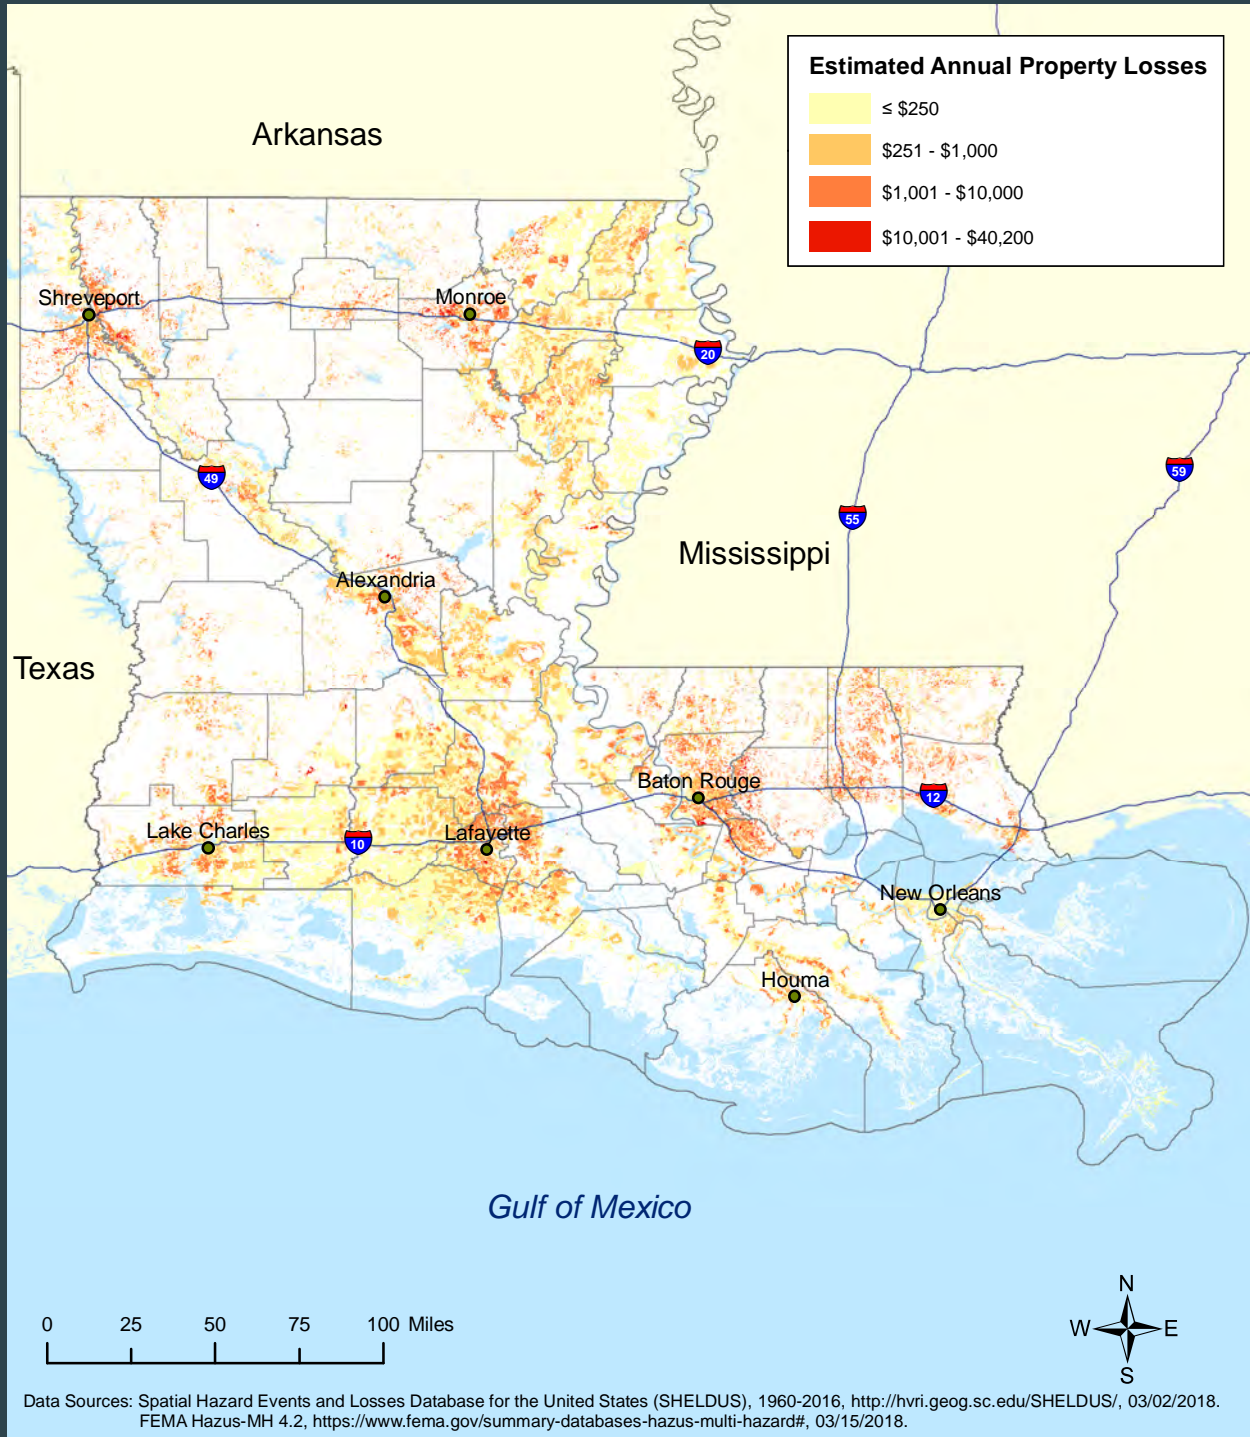 Estimated Annual Property Losses
≤ $250
$251 - $1,000
$1,001 - $10,000
$10,001 - $40,200
Arkansas
Shreveport
Monroe
20
49
59
55
Mississippi
Alexandria
Texas
Baton Rouge
12
Lake Charles
10
Lafayette
New Orleans
Houma
Gulf of Mexico
N
W
E
S
0 25 50 75 100 Miles
Data Sources: Spatial Hazard Events and Losses Database for the United States (SHELDUS), 1960-2016, http://hvri.geog.sc.edu/SHELDUS/, 03/02/2018.
FEMA Hazus-MH 4.2, https://www.fema.gov/summary-databases-hazus-multi-hazard#, 03/15/2018.